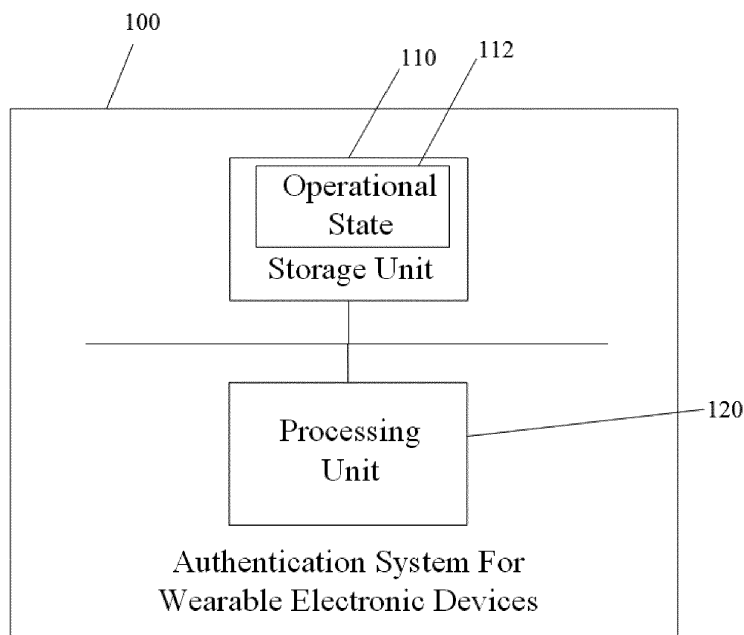 100
110
112
Operational
State
Storage Unit
Processing
Unit
120
Authentication System For
Wearable Electronic Devices